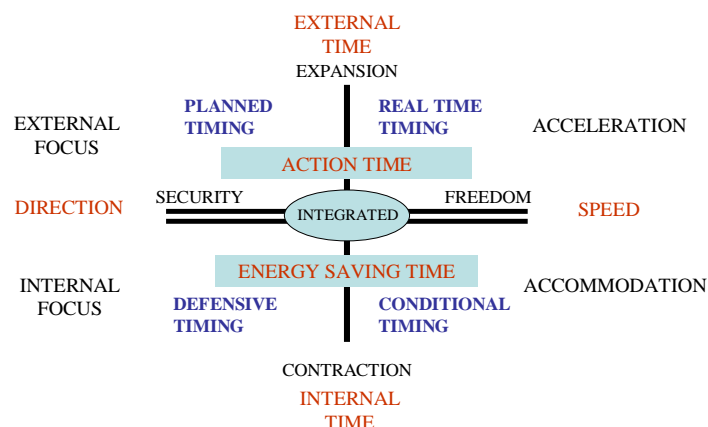 EXTERNAL
TIME
EXPANSION
PLANNED
TIMING
REAL TIME
TIMING
EXTERNAL
FOCUS
ACCELERATION
ACTION TIME
DIRECTION
SECURITY
INTEGRATED
FREEDOM
SPEED
ENERGY SAVING TIME
INTERNAL
FOCUS
ACCOMMODATION
DEFENSIVE
TIMING
CONDITIONAL
TIMING
CONTRACTION
INTERNAL
TIME